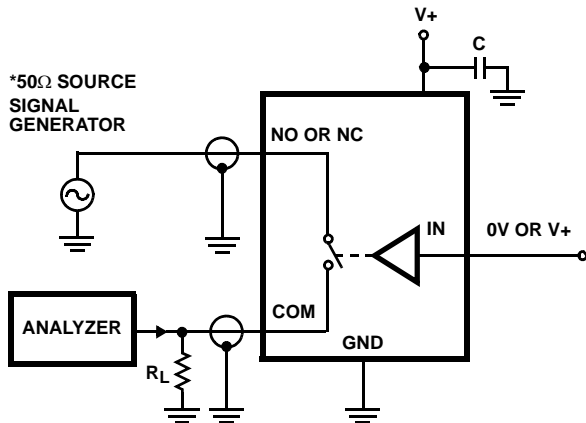 V+
C
*50Ω SOURCE
SIGNAL
GENERATOR
NO OR NC
IN
0V OR V+
COM
ANALYZER
GND
RL